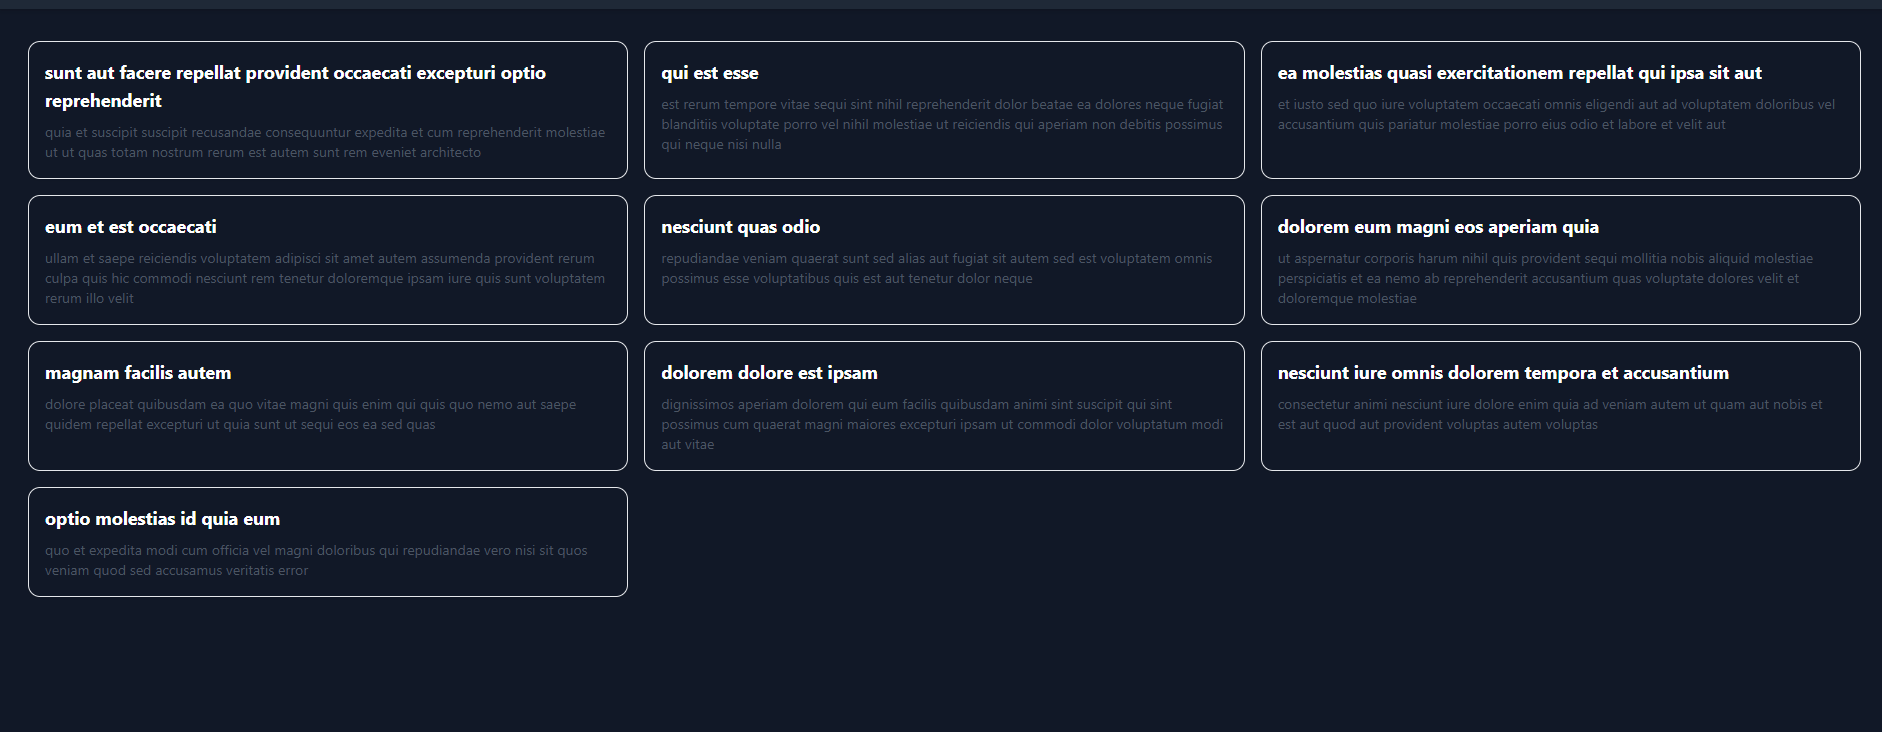 sunt aut facere repellat provident occaecati excepturi optio
reprehenderit
quia et suscipit suscipit recusandae consequuntur expedita et cum reprehenderit molestiae
ut ut quas totam nostrum rerum est autem sunt rem eveniet architecto
qui est esse
est rerum tempore vitae sequi sint nihil reprehenderit dolor beatae ea dolores neque fugiat
blanditiis voluptate porro vel nihil molestiae ut reiciendis qui aperiam non debitis possimus
qui neque nisi nulla
ea molestias quasi exercitationem repellat qui ipsa sit aut
et iusto sed quo iure voluptatem occaecati omnis eligendi aut ad voluptatem doloribus vel
accusantium quis pariatur molestiae porro eius odio et labore et velit aut
eum et est occaecati
ullam et saepe reiciendis voluptatem adipisci sit amet autem assumenda provident rerum
culpa quis hic commodi nesciunt rem tenetur doloremque ipsam iure quis sunt voluptatem
rerum illo velit
nesciunt quas odio
repudiandae veniam quaerat sunt sed alias aut fugiat sit autem sed est voluptatem omnis
possimus esse voluptatibus quis est aut tenetur dolor neque
dolorem eum magni eos aperiam quia
ut aspernatur corporis harum nihil quis provident sequi mollitia nobis aliquid molestiae
perspiciatis et ea nemo ab reprehenderit accusantium quas voluptate dolores velit et
doloremque molestiae
magnam facilis autem
dolore placeat quibusdam ea quo vitae magni quis enim qui quis quo nemo aut saepe
quidem repellat excepturi ut quia sunt ut sequi eos ea sed quas
dolorem dolore est ipsam
dignissimos aperiam dolorem qui eum facilis quibusdam animi sint suscipit qui sint
possimus cum quaerat magni maiores excepturi ipsam ut commodi dolor voluptatum modi
aut vitae
nesciunt iure omnis dolorem tempora et accusantium
consectetur animi nesciunt iure dolore enim quia ad veniam autem ut quam aut nobis et
est aut quod aut provident voluptas autem voluptas
optio molestias id quia eum
quo et expedita modi cum officia vel magni doloribus qui repudiandae vero nisi sit quos
veniam quod sed accusamus veritatis error